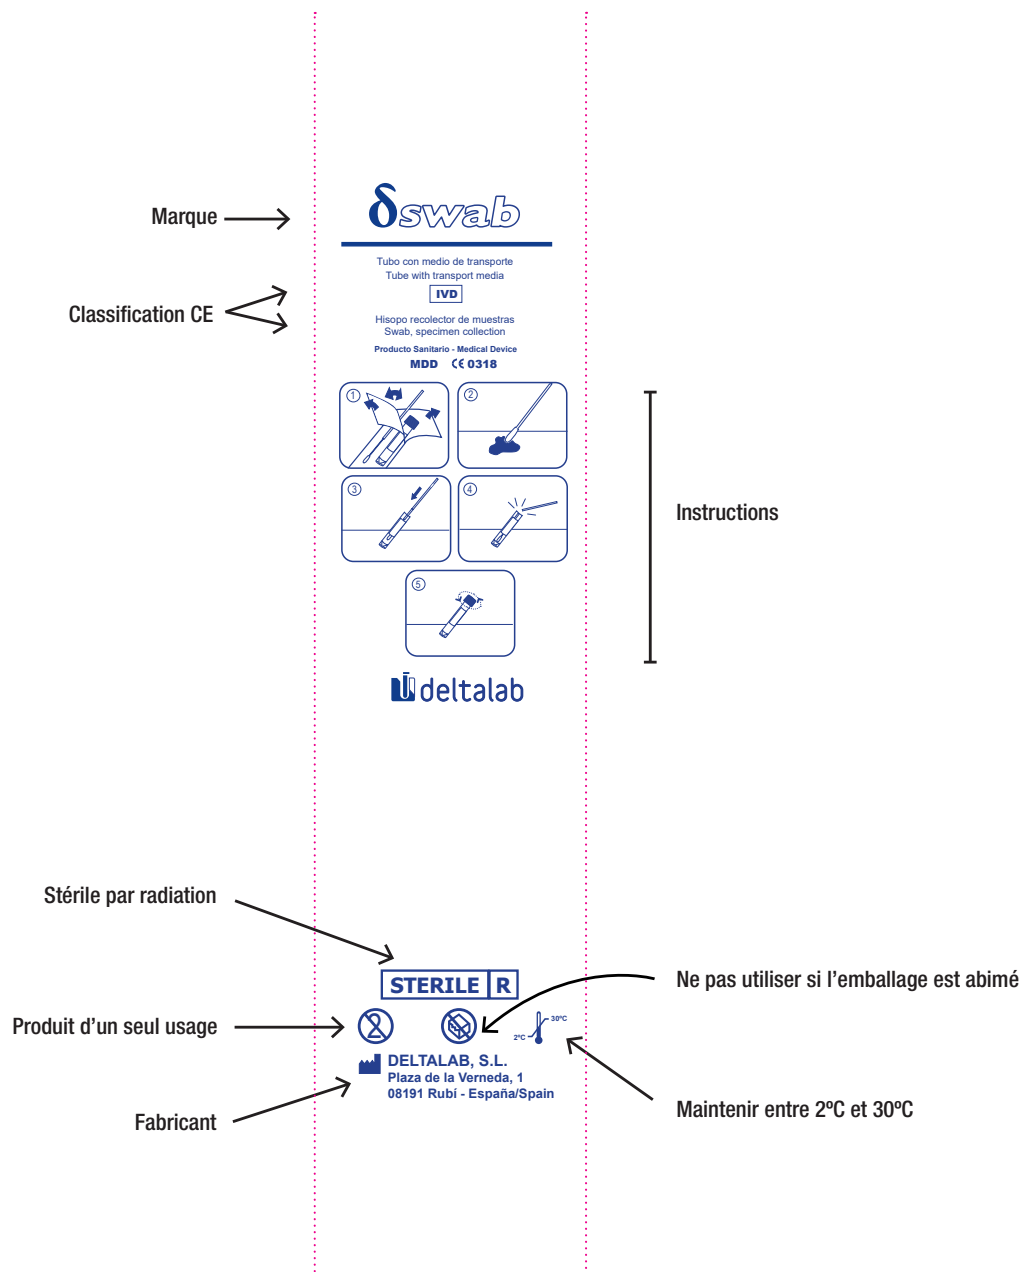 δswab
Marque
Tubo con medio de transporte
Tube with transport media
IVD
Classification CE
Hisopo recolector de muestras
Swab, specimen collection
Producto Sanitario - Medical Device
MDD CE 0318
1
2
3
4
Instructions
5
deltalab
Stérile par radiation
STERILE R
Ne pas utiliser si l'emballage est abimé
Produit d'un seul usage
2
2ºC
30ºC
DELTALAB, S.L.
Plaza de la Verneda, 1
08191 Rubí - España/Spain
Fabricant
Maintenir entre 2ºC et 30ºC